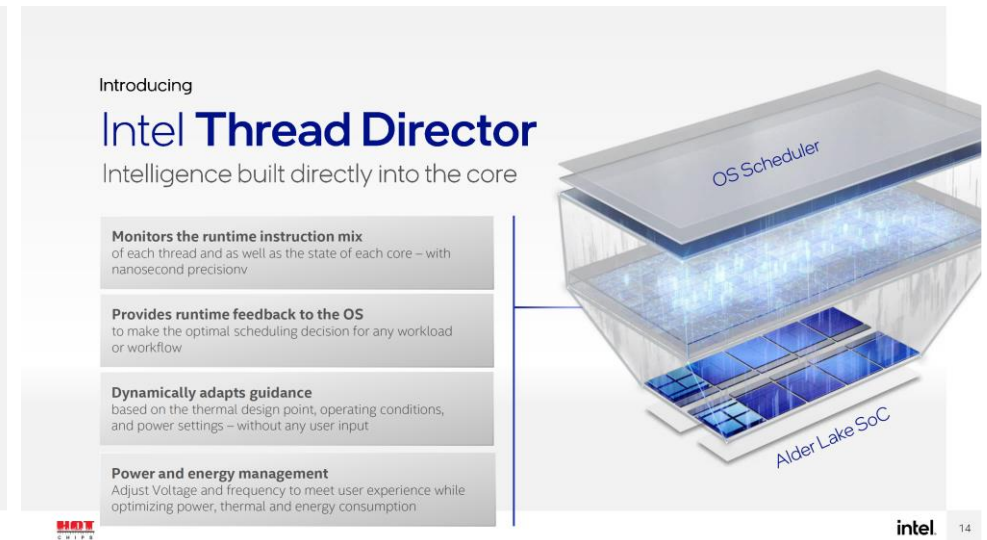 Introducing
Intel Thread Director
Intelligence built directly into the core
Monitors the runtime instruction mix
of each thread and as well as the state of each core – with
nanosecond precisionv
Provides runtime feedback to the OS
to make the optimal scheduling decision for any workload
or workflow
Dynamically adapts guidance
based on the thermal design point, operating conditions,
and power settings – without any user input
Power and energy management
Adjust Voltage and frequency to meet user experience while
optimizing power, thermal and energy consumption
OS Scheduler
Alder Lake SoC
HOT
CHIPS
intel.
14